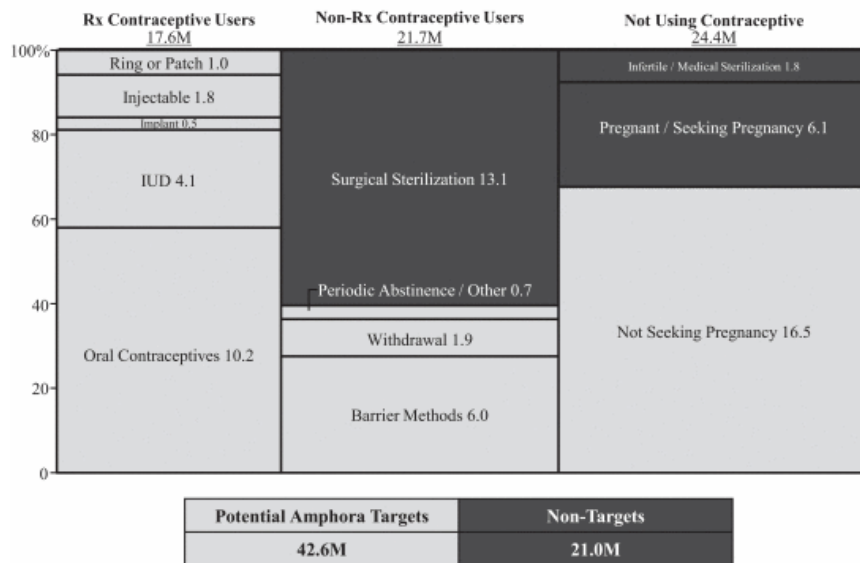 Rx Contraceptive Users
17.6M
Non-Rx Contraceptive Users
21.7M
Not Using Contraceptive
24.4M
100%
80
60
40
20
0
Ring or Patch 1.0
Injectable 1.8
Implant 0.5
IUD 4.1
Oral Contraceptives 10.2
Surgical Sterilization 13.1
Periodic Abstinence / Other 0.7
Withdrawal 1.9
Barrier Methods 6.0
Infertile / Medical Sterilization 1.8
Pregnant / Seeking Pregnancy 6.1
Not Seeking Pregnancy 16.5
Potential Amphora Targets
Non-Targets
42.6M
21.0M